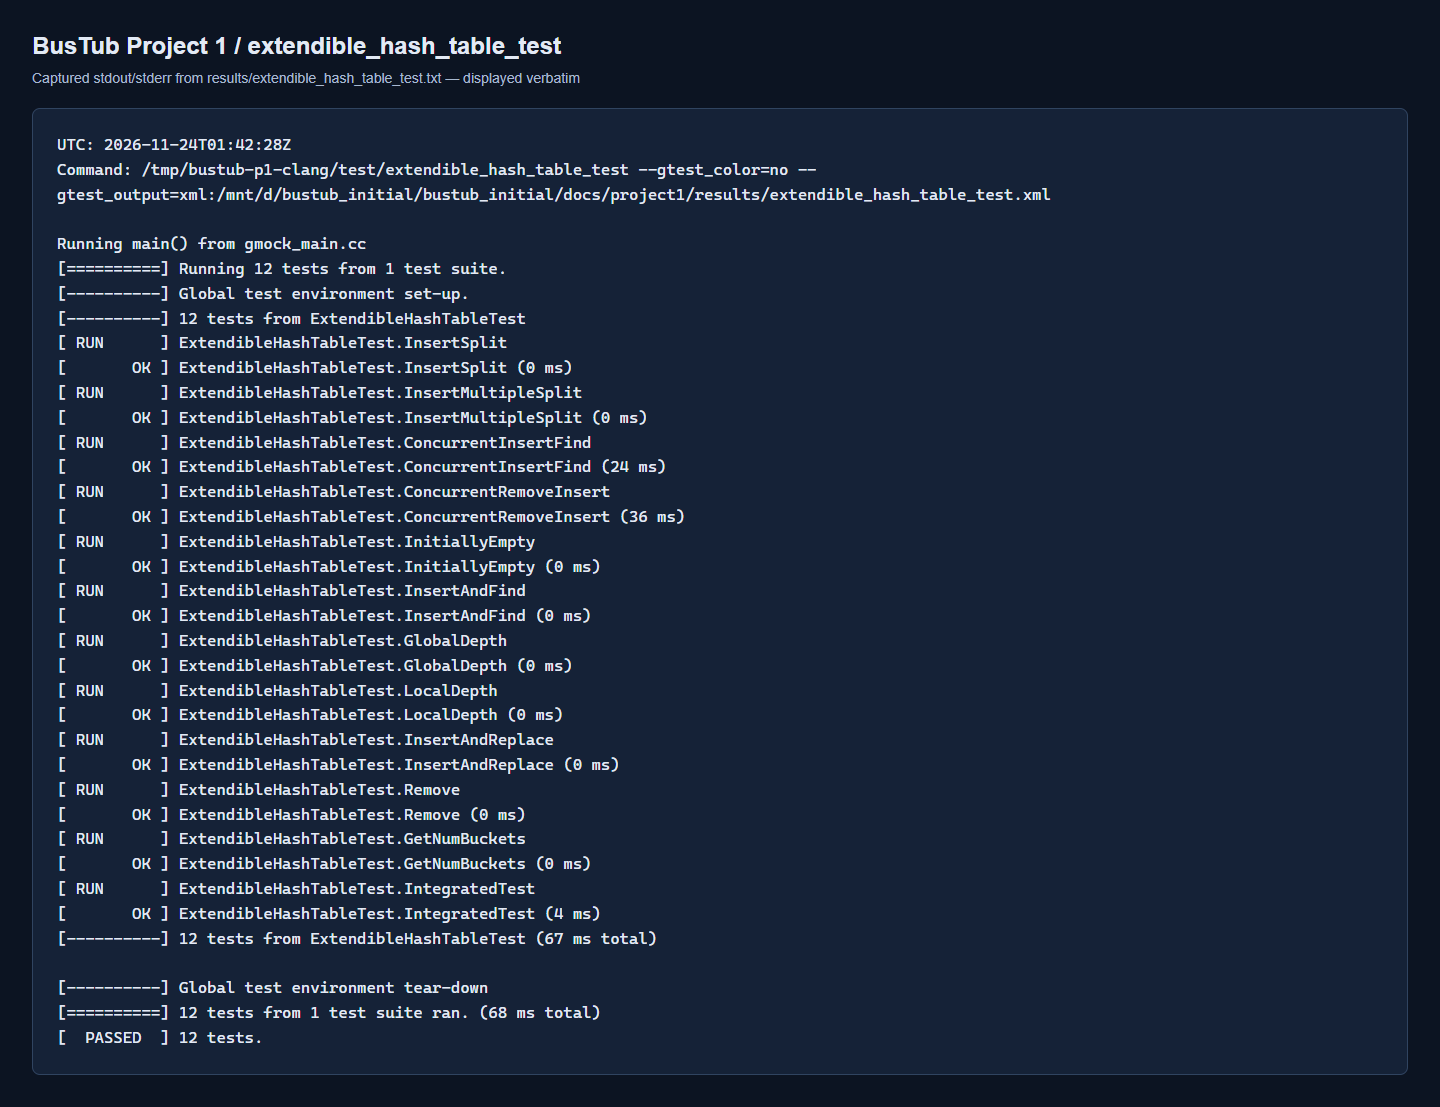 BusTub Project 1 / extendible_hash_table_test
Captured stdout/stderr from results/extendible_hash_table_test.txt — displayed verbatim
UTC: 2026-11-24T01:42:28Z
Command: /tmp/bustub-p1-clang/test/extendible_hash_table_test --gtest_color=no --
gtest_output=xml:/mnt/d/bustub_initial/bustub_initial/docs/project1/results/extendible_hash_table_test.xml
Running main() from gmock_main.cc
[==========] Running 12 tests from 1 test suite.
[----------] Global test environment set-up.
[----------] 12 tests from ExtendibleHashTableTest
[ RUN      ] ExtendibleHashTableTest.InsertSplit
[       OK ] ExtendibleHashTableTest.InsertSplit (0 ms)
[ RUN      ] ExtendibleHashTableTest.InsertMultipleSplit
[       OK ] ExtendibleHashTableTest.InsertMultipleSplit (0 ms)
[ RUN      ] ExtendibleHashTableTest.ConcurrentInsertFind
[       OK ] ExtendibleHashTableTest.ConcurrentInsertFind (24 ms)
[ RUN      ] ExtendibleHashTableTest.ConcurrentRemoveInsert
[       OK ] ExtendibleHashTableTest.ConcurrentRemoveInsert (36 ms)
[ RUN      ] ExtendibleHashTableTest.InitiallyEmpty
[       OK ] ExtendibleHashTableTest.InitiallyEmpty (0 ms)
[ RUN      ] ExtendibleHashTableTest.InsertAndFind
[       OK ] ExtendibleHashTableTest.InsertAndFind (0 ms)
[ RUN      ] ExtendibleHashTableTest.GlobalDepth
[       OK ] ExtendibleHashTableTest.GlobalDepth (0 ms)
[ RUN      ] ExtendibleHashTableTest.LocalDepth
[       OK ] ExtendibleHashTableTest.LocalDepth (0 ms)
[ RUN      ] ExtendibleHashTableTest.InsertAndReplace
[       OK ] ExtendibleHashTableTest.InsertAndReplace (0 ms)
[ RUN      ] ExtendibleHashTableTest.Remove
[       OK ] ExtendibleHashTableTest.Remove (0 ms)
[ RUN      ] ExtendibleHashTableTest.GetNumBuckets
[       OK ] ExtendibleHashTableTest.GetNumBuckets (0 ms)
[ RUN      ] ExtendibleHashTableTest.IntegratedTest
[       OK ] ExtendibleHashTableTest.IntegratedTest (4 ms)
[----------] 12 tests from ExtendibleHashTableTest (67 ms total)
[----------] Global test environment tear-down
[==========] 12 tests from 1 test suite ran. (68 ms total)
[  PASSED  ] 12 tests.